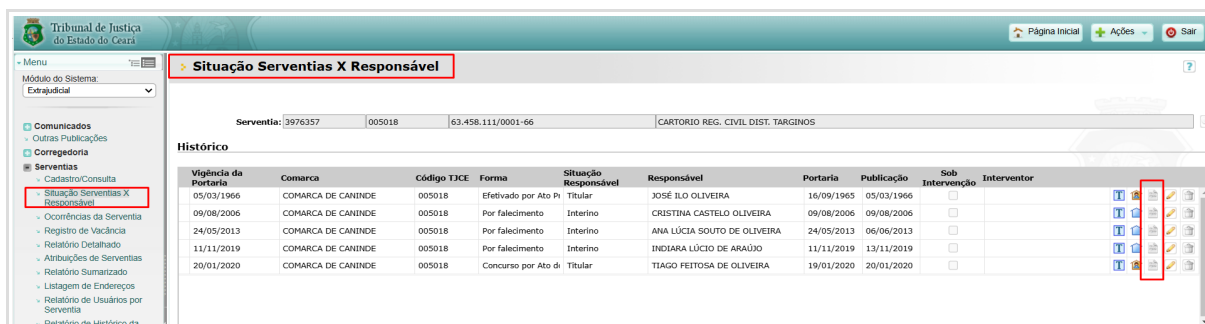 Tribunal de Justiça
do Estado do Ceará
Página Inicial
Ações
Sair
Menu
Módulo do Sistema:
Extrajudicial
Comunicados
Outras Publicações
Corregedoria
Serventias
Cadastro/Consulta
Situação Serventias X
Responsável
Ocorrências da Serventia
Registro de Vacância
Relatório Detalhado
Atribuições de Serventias
Relatório Sumarizado
Listagem de Endereços
Relatório de Usuários por
Serventia
Relatório de Histórico da
Situação Serventias X Responsável
?
Serventia: 3976357 005018 63.458.111/0001-66 CARTORIO REG. CIVIL DIST. TARGINOS
Histórico
Vigência da Portaria Comarca Código TJCE Forma Situação Responsável Responsável Portaria Publicação Sob Intervenção Interventor
05/03/1966 COMARCA DE CANINDE 005018 Efetivado por Ato Pr Titular JOSÉ ILO OLIVEIRA 16/09/1965 05/03/1966
09/08/2006 COMARCA DE CANINDE 005018 Por falecimento Interino CRISTINA CASTELO OLIVEIRA 09/08/2006 09/08/2006
24/05/2013 COMARCA DE CANINDE 005018 Por falecimento Interino ANA LÚCIA SOUTO DE OLIVEIRA 24/05/2013 06/06/2013
11/11/2019 COMARCA DE CANINDE 005018 Por falecimento Interino INDIARA LÚCIO DE ARAÚJO 11/11/2019 13/11/2019
20/01/2020 COMARCA DE CANINDE 005018 Concurso por Ato d Titular TIAGO FEITOSA DE OLIVEIRA 19/01/2020 20/01/2020